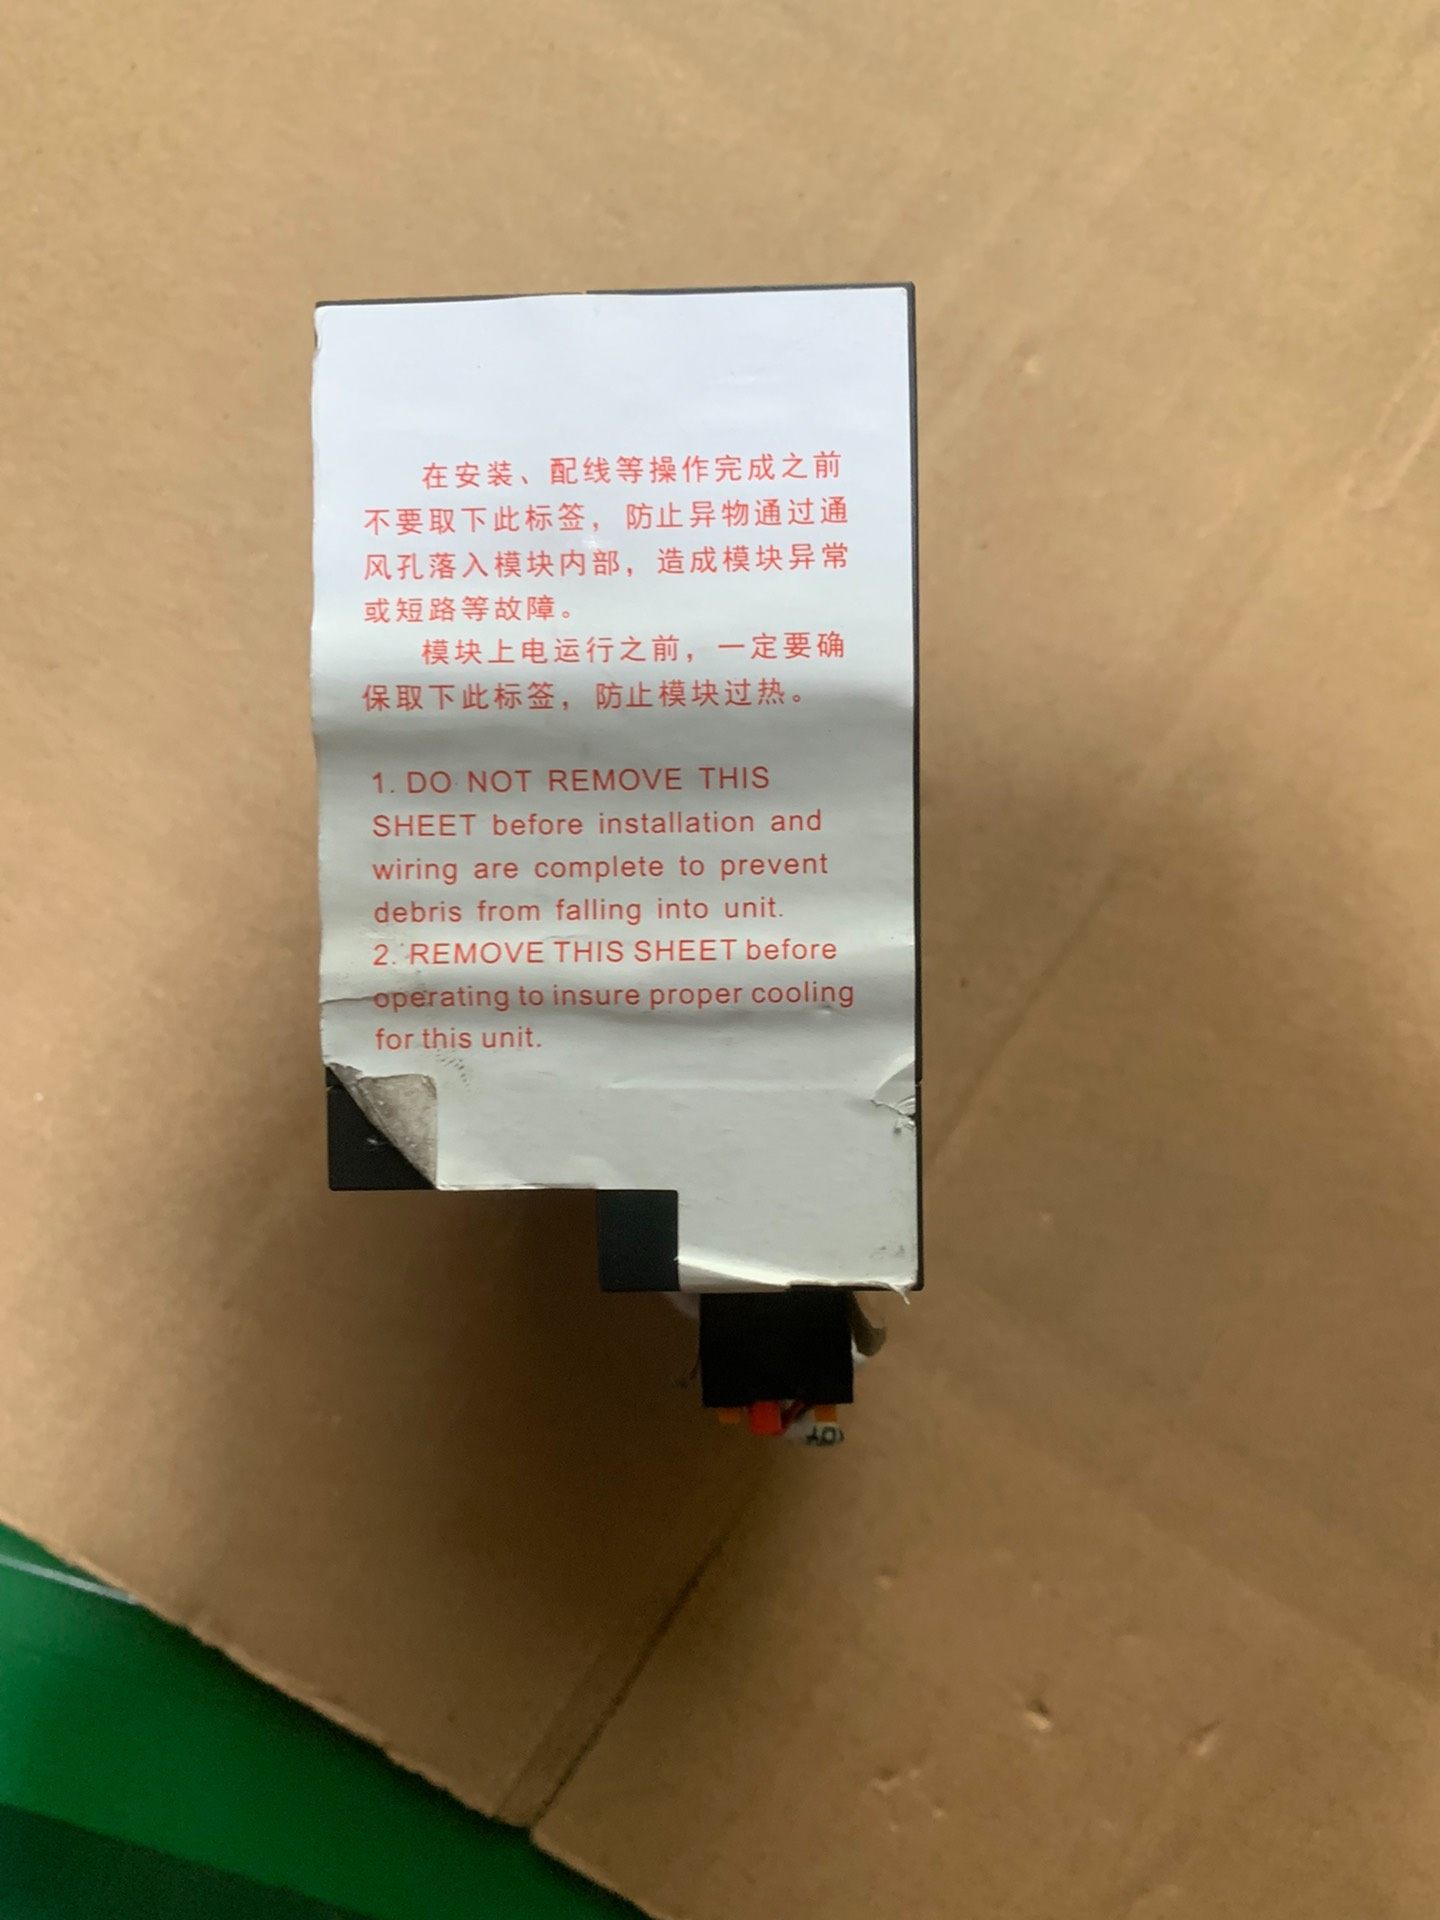 在安装、配线等操作完成之前
不要取下此标签，防止异物通过通
风孔落入模块内部，造成模块异常
或短路等故障。
模块上电运行之前，一定要确
保取下此标签，防止模块过热。
1. DO NOT REMOVE THIS
SHEET before installation and
wiring are complete to prevent
debris from falling into unit.
2. REMOVE THIS SHEET before
operating to insure proper cooling
for this unit.